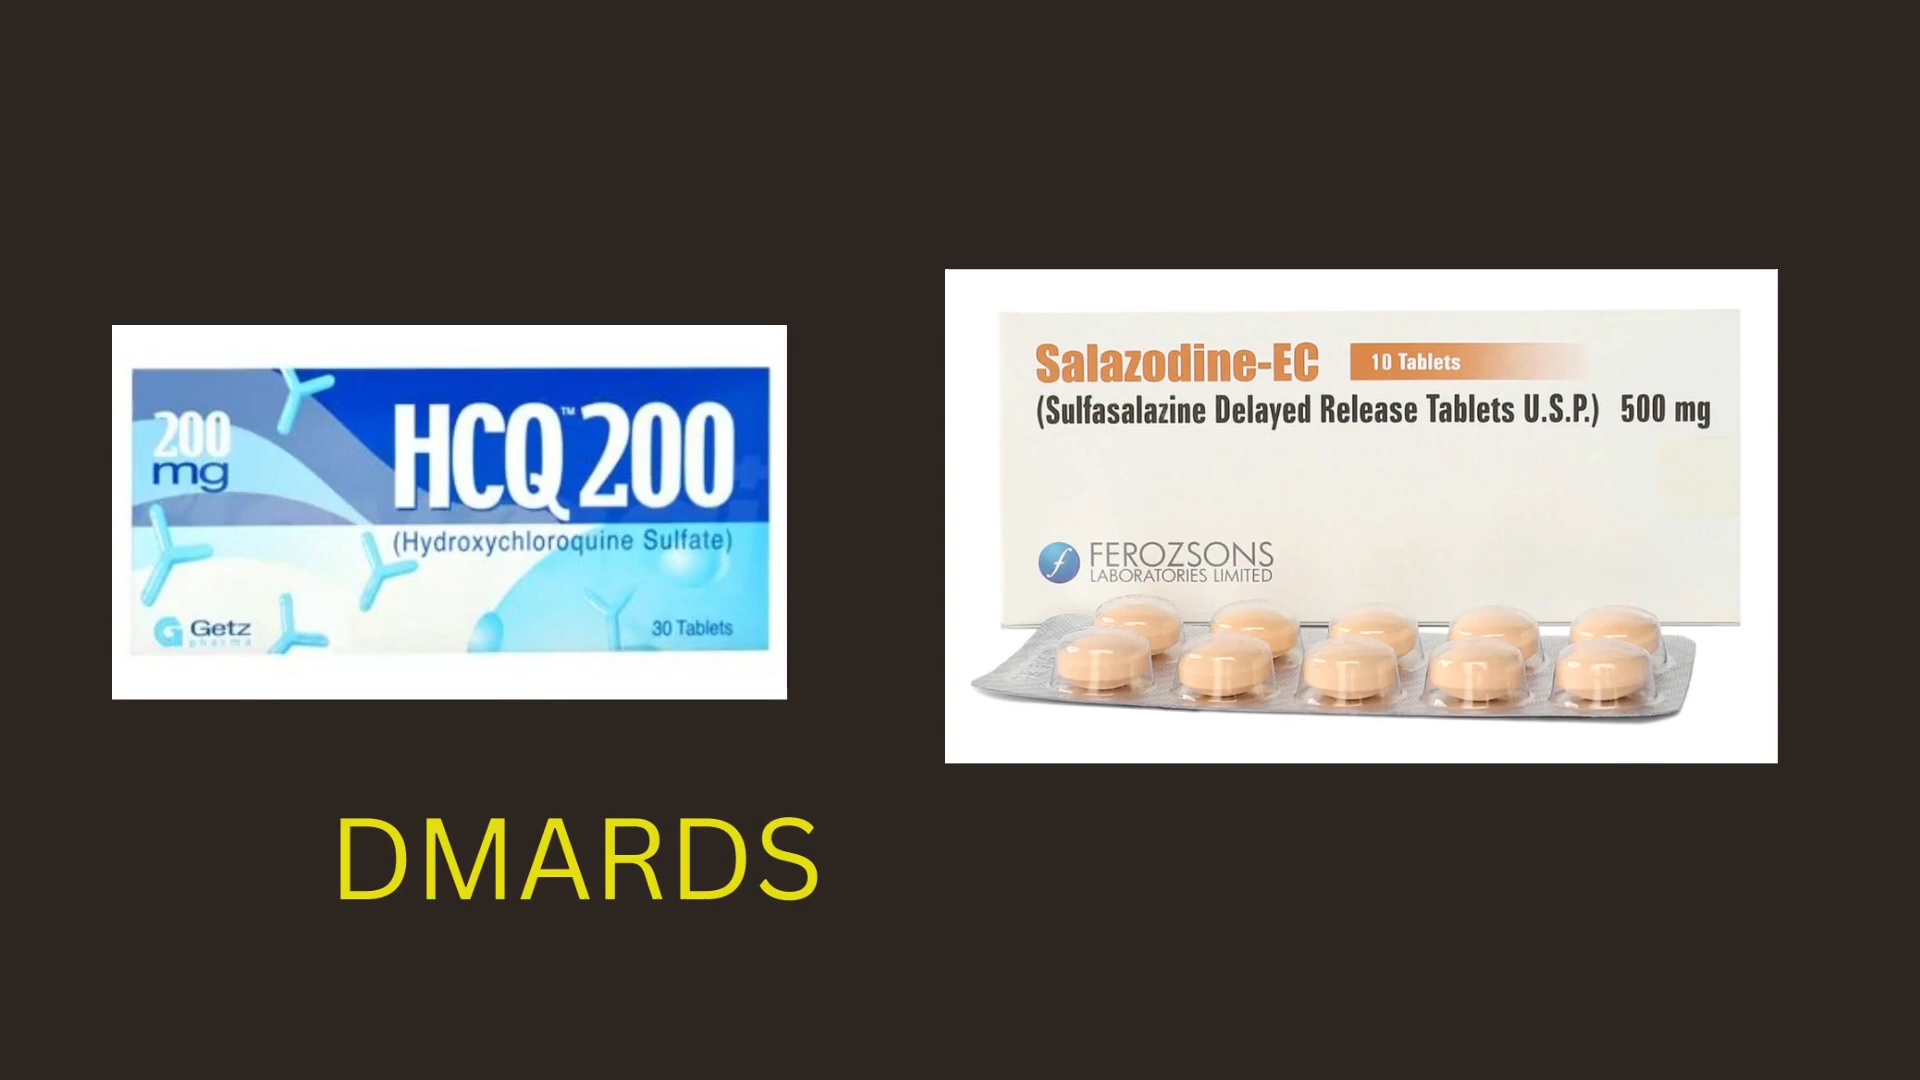 200
mg
HCQ™200
(Hydroxychloroquine Sulfate)
Getz
pharma
30 Tablets
Salazodine-EC
10 Tablets
(Sulfasalazine Delayed Release Tablets U.S.P.) 500 mg
f FEROZSONS
LABORATORIES LIMITED
DMARDS